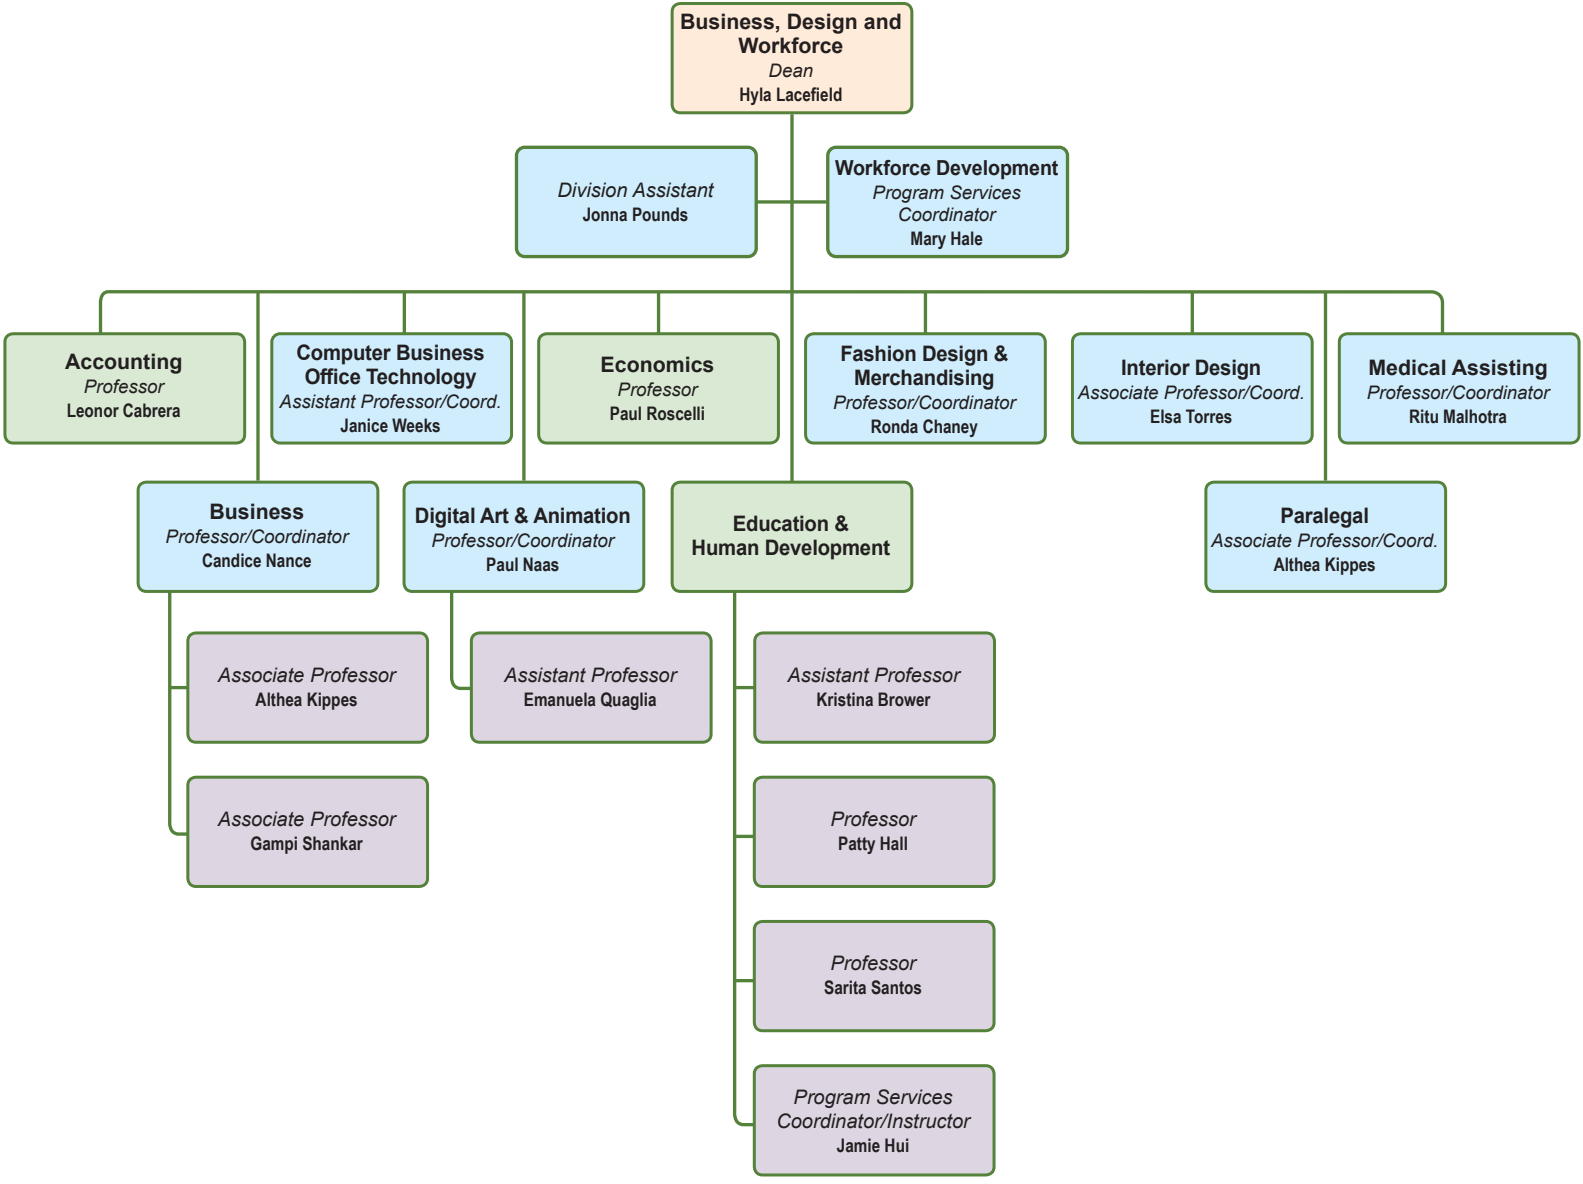 Business, Design and
Workforce
Dean
Hyla Lacefield
Division Assistant
Jonna Pounds
Workforce Development
Program Services
Coordinator
Mary Hale
Accounting
Professor
Leonor Cabrera
Computer Business
Office Technology
Assistant Professor/Coord.
Janice Weeks
Economics
Professor
Paul Roscelli
Fashion Design &
Merchandising
Professor/Coordinator
Ronda Chaney
Interior Design
Associate Professor/Coord.
Elsa Torres
Medical Assisting
Professor/Coordinator
Ritu Malhotra
Business
Professor/Coordinator
Candice Nance
Digital Art & Animation
Professor/Coordinator
Paul Naas
Education &
Human Development
Paralegal
Associate Professor/Coord.
Althea Kippes
Associate Professor
Althea Kippes
Assistant Professor
Emanuela Quaglia
Assistant Professor
Kristina Brower
Associate Professor
Gampi Shankar
Professor
Patty Hall
Professor
Sarita Santos
Program Services
Coordinator/Instructor
Jamie Hui